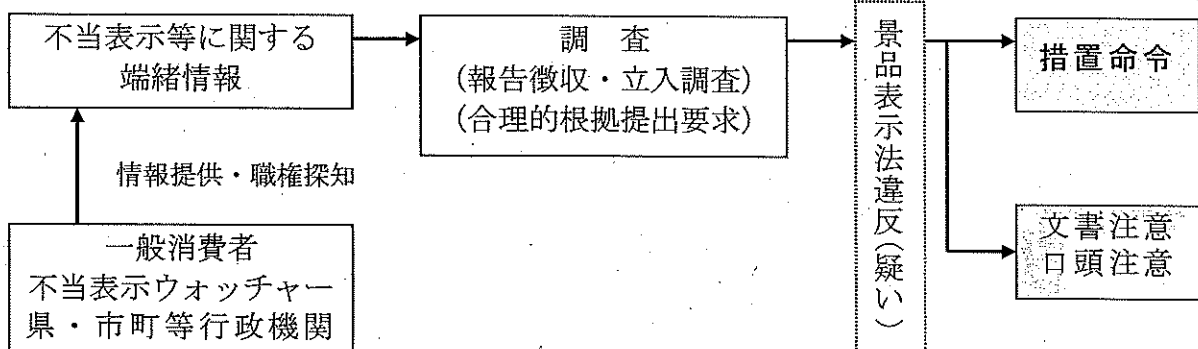 不当表示等に関する
端緒情報
調　査
(報告徴収・立入調査)
(合理的根拠提出要求)
景品表示法違反(疑い)
措置命令
情報提供・職権探知
一般消費者
不当表示ウォッチャー
県・市町等行政機関
文書注意
口頭注意